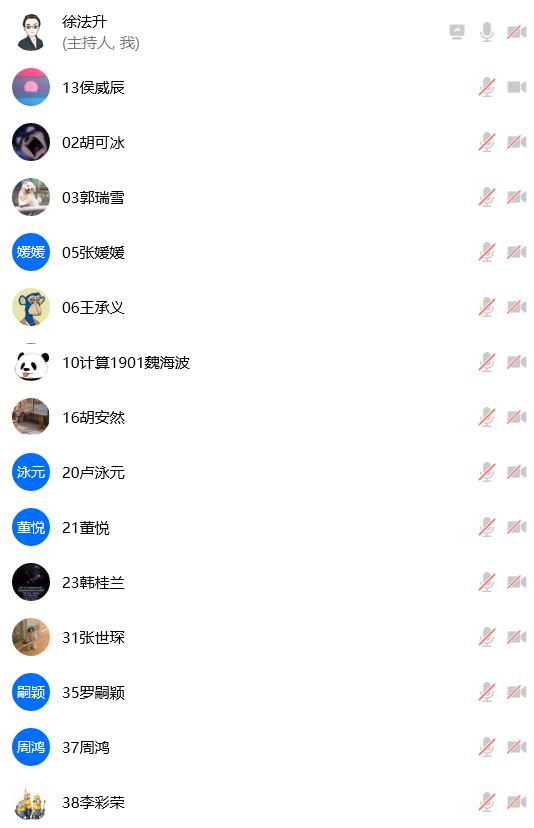 徐法升
(主持人, 我)
13侯威辰
02胡可冰
03郭瑞雪
媛媛
05张媛媛
06王承义
10计算1901魏海波
16胡安然
泳元
20卢泳元
董悦
21董悦
23韩桂兰
31张世琛
嗣颖
35罗嗣颖
周鸿
37周鸿
38李彩荣